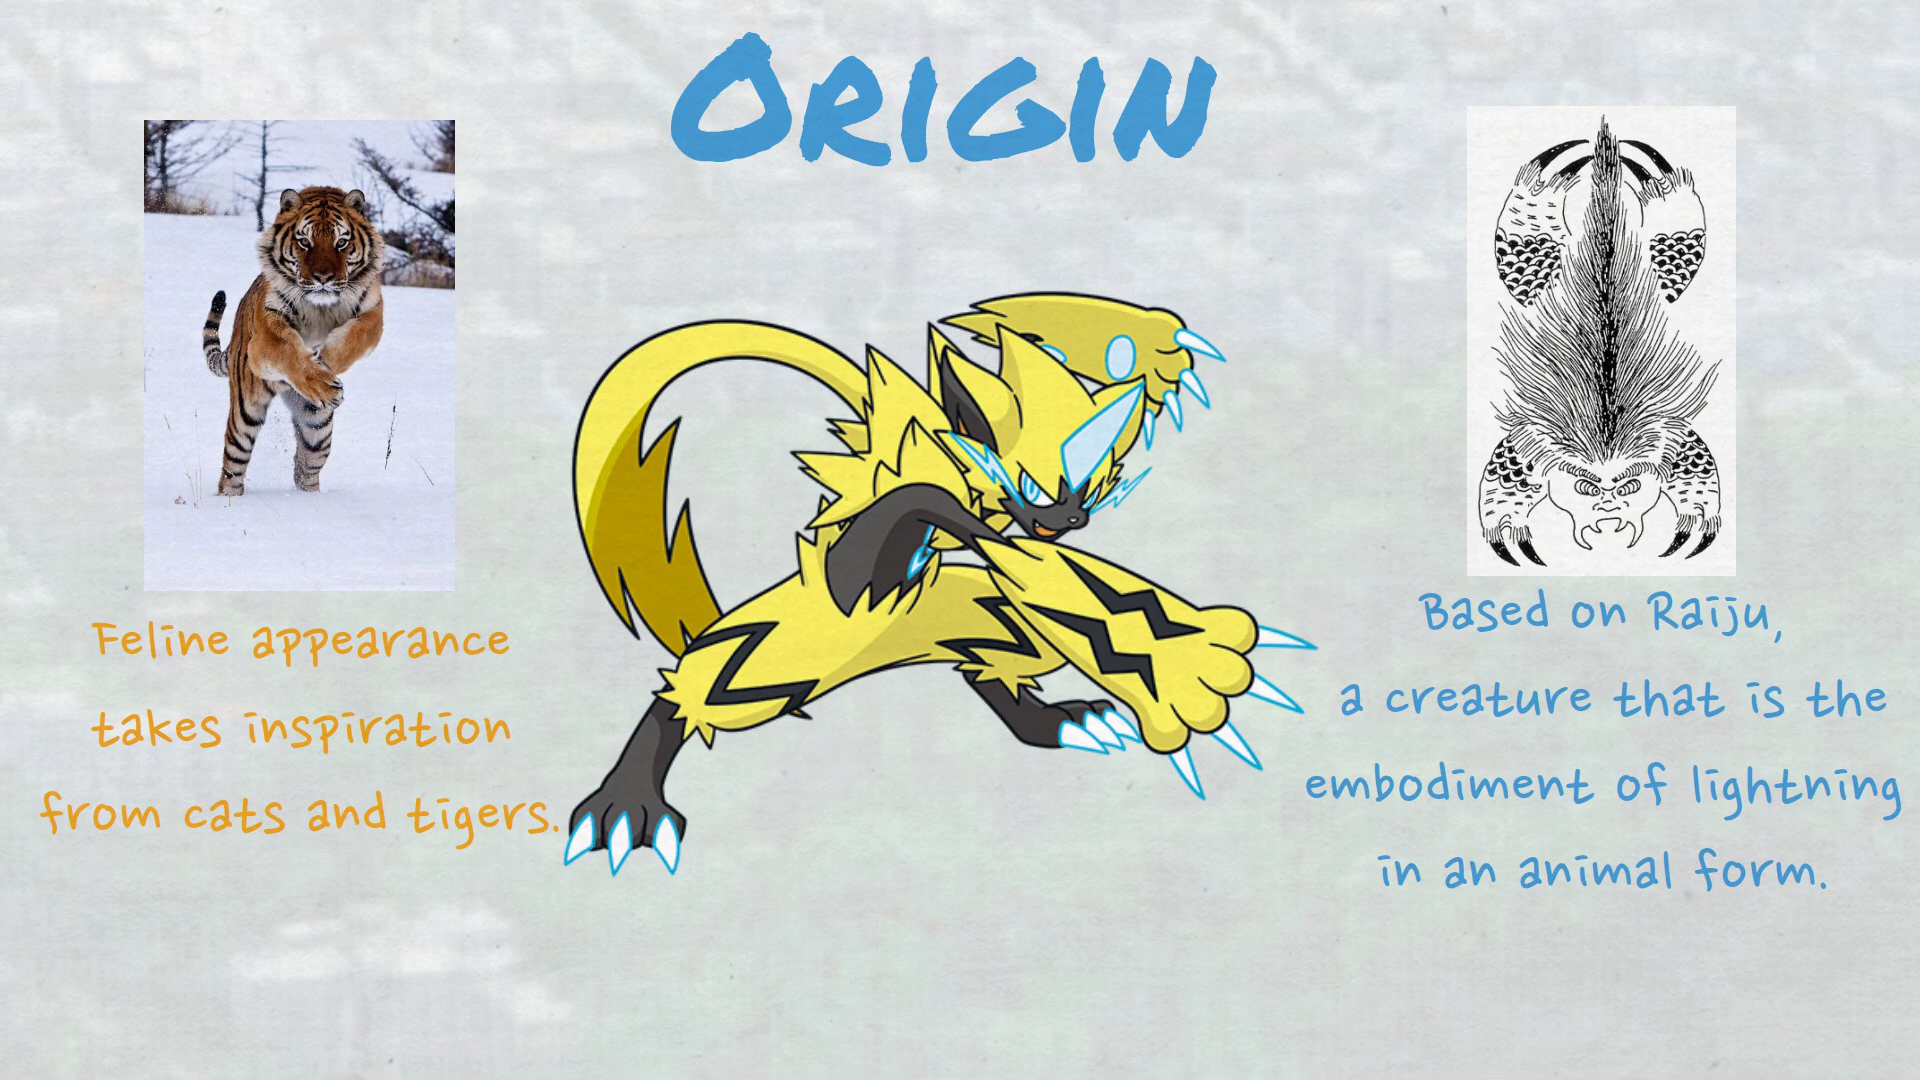 ORIGIN
Feline appearance
takes inspiration
from cats and tigers.
Based on Raiju,
a creature that is the
embodiment of lightning
in an animal form.